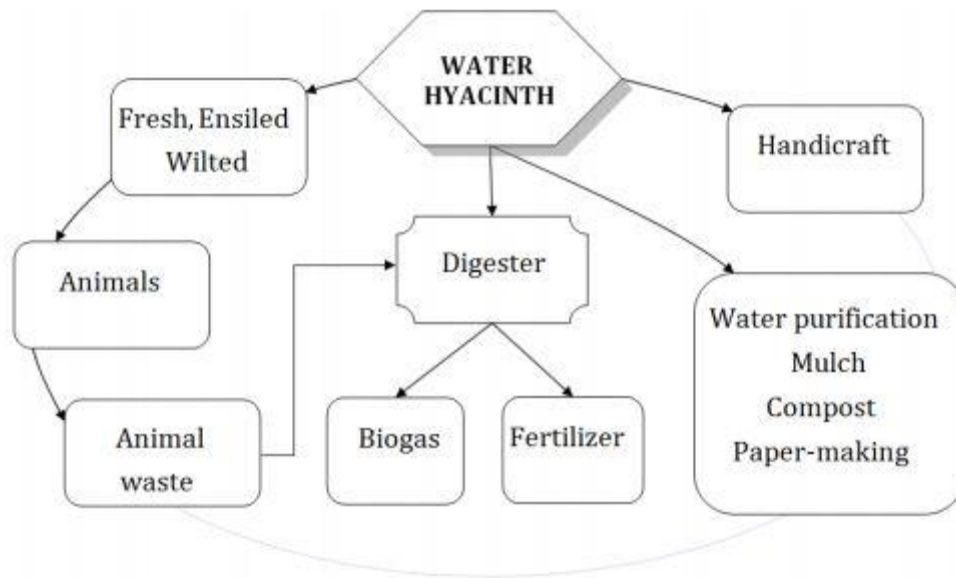 WATER
HYACINTH
Fresh, Ensiled
Wilted
Handicraft
Animals
Digester
Water purification
Mulch
Compost
Paper-making
Animal
waste
Biogas
Fertilizer